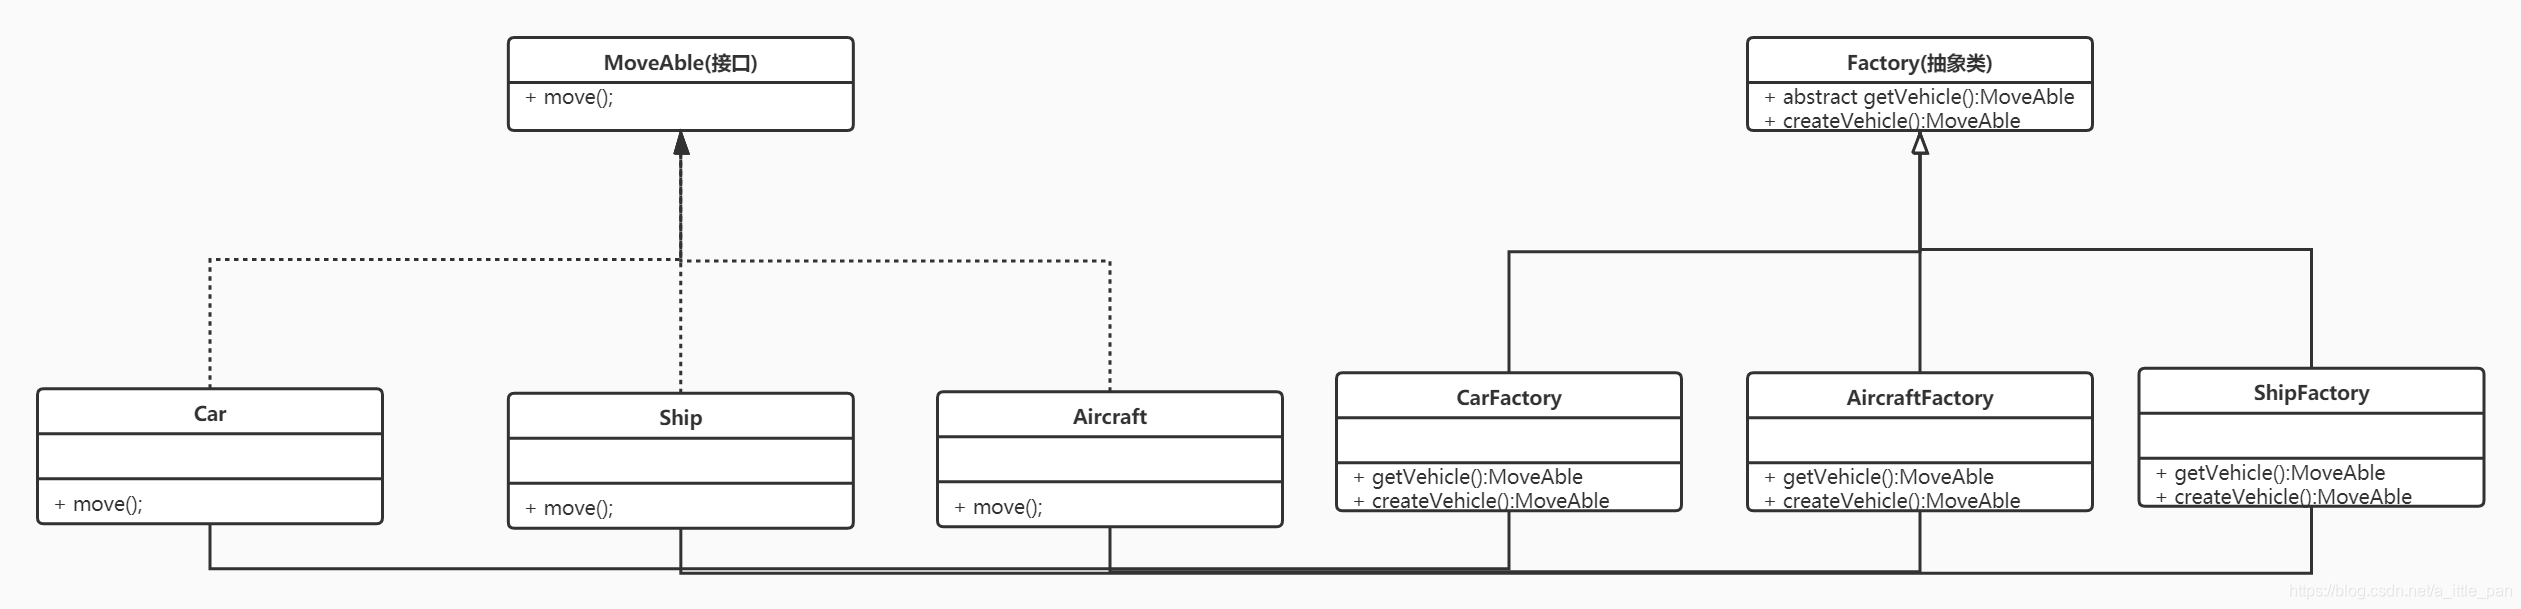 MoveAble(接口)
+ move();
Factory(抽象类)
+ abstract getVehicle():MoveAble
+ createVehicle():MoveAble
Car
+ move();
Ship
+ move();
Aircraft
+ move();
CarFactory
+ getVehicle():MoveAble
+ createVehicle():MoveAble
AircraftFactory
+ getVehicle():MoveAble
+ createVehicle():MoveAble
ShipFactory
+ getVehicle():MoveAble
+ createVehicle():MoveAble
https://blog.csdn.net/a_ittle_pan